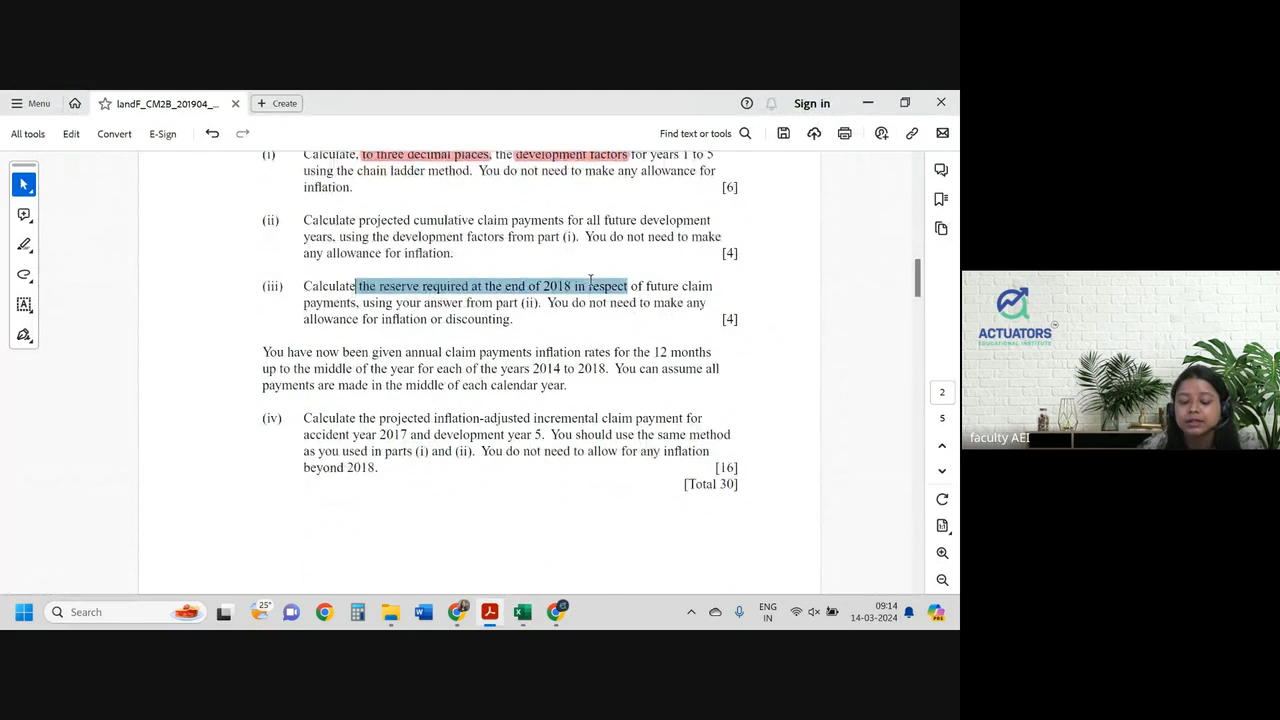 Menu
landF_CM2B_201904_...
Create
Sign in
All tools
Edit
Convert
E-Sign
Find text or tools
(i) Calculate, to three decimal places, the development factors for years 1 to 5
using the chain ladder method. You do not need to make any allowance for
inflation. [6]
(ii) Calculate projected cumulative claim payments for all future development
years, using the development factors from part (i). You do not need to make
any allowance for inflation. [4]
(iii) Calculate the reserve required at the end of 2018 in respect of future claim
payments, using your answer from part (ii). You do not need to make any
allowance for inflation or discounting. [4]
You have now been given annual claim payments inflation rates for the 12 months
up to the middle of the year for each of the years 2014 to 2018. You can assume all
payments are made in the middle of each calendar year.
(iv) Calculate the projected inflation-adjusted incremental claim payment for
accident year 2017 and development year 5. You should use the same method
as you used in parts (i) and (ii). You do not need to allow for any inflation
beyond 2018. [16]
[Total 30]
2
5
ACTUATORS
EDUCATIONAL INSTITUTE
faculty AEI
Search
25°
ENG
IN
09:14
14-03-2024